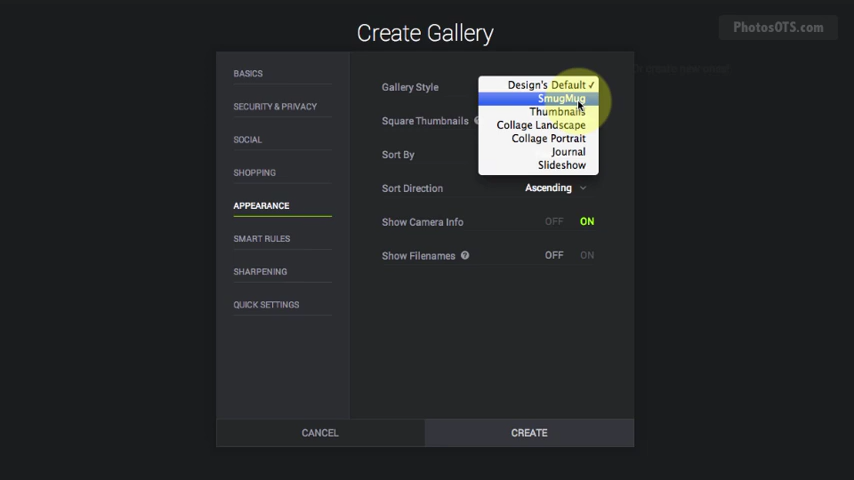 PhotosOTS.com
Create Gallery
BASICS
SECURITY & PRIVACY
SOCIAL
SHOPPING
APPEARANCE
SMART RULES
SHARPENING
QUICK SETTINGS
Gallery Style
Design's Default ✓
SmugMug
Thumbnails
Collage Landscape
Collage Portrait
Journal
Slideshow
Square Thumbnails
Sort By
Sort Direction Ascending
Show Camera Info OFF ON
Show Filenames ? OFF ON
CANCEL
CREATE